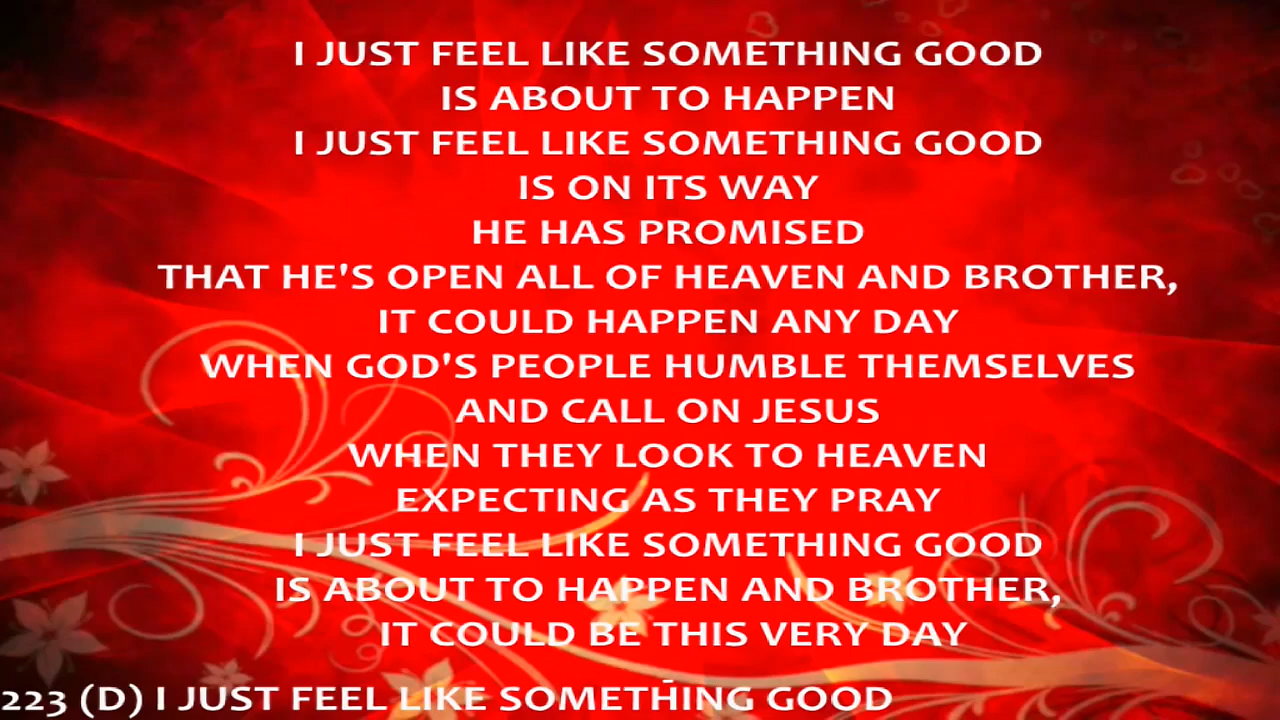 I JUST FEEL LIKE SOMETHING GOOD
IS ABOUT TO HAPPEN
I JUST FEEL LIKE SOMETHING GOOD
IS ON ITS WAY
HE HAS PROMISED
THAT HE'S OPEN ALL OF HEAVEN AND BROTHER,
IT COULD HAPPEN ANY DAY
WHEN GOD'S PEOPLE HUMBLE THEMSELVES
AND CALL ON JESUS
WHEN THEY LOOK TO HEAVEN
EXPECTING AS THEY PRAY
I JUST FEEL LIKE SOMETHING GOOD
IS ABOUT TO HAPPEN AND BROTHER,
IT COULD BE THIS VERY DAY
-
223 (D) I JUST FEEL LIKE SOMETHING GOOD